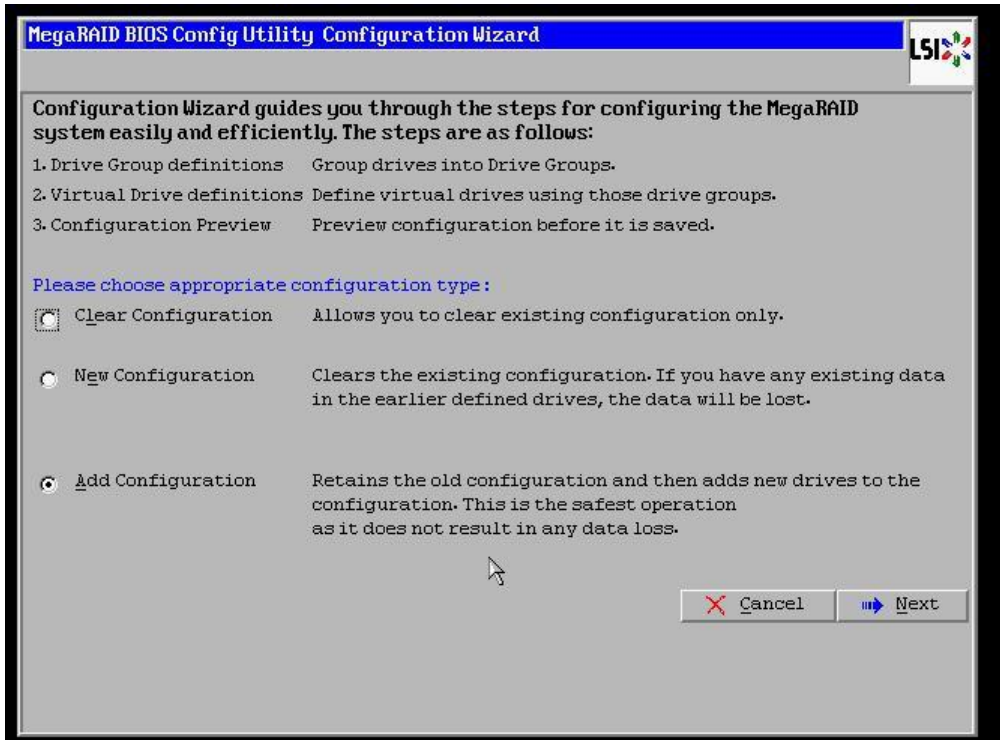 MegaRAID BIOS Config Utility Configuration Wizard
LSI
Configuration Wizard guides you through the steps for configuring the MegaRAID
system easily and efficiently. The steps are as follows:
1. Drive Group definitions Group drives into Drive Groups.
2. Virtual Drive definitions Define virtual drives using those drive groups.
3. Configuration Preview Preview configuration before it is saved.
Please choose appropriate configuration type:
Clear Configuration Allows you to clear existing configuration only.
New Configuration Clears the existing configuration. If you have any existing data
in the earlier defined drives, the data will be lost.
Add Configuration Retains the old configuration and then adds new drives to the
configuration. This is the safest operation
as it does not result in any data loss.
Cancel Next